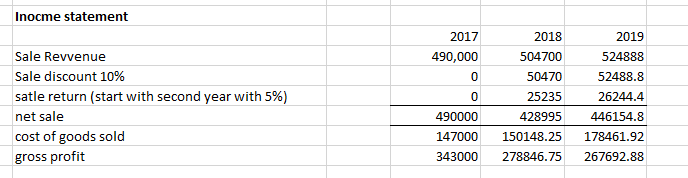 Inocme statement
2017 2018 2019
Sale Revvenue 490,000 504700 524888
Sale discount 10% 0 50470 52488.8
satle return (start with second year with 5%) 0 25235 26244.4
net sale 490000 428995 446154.8
cost of goods sold 147000 150148.25 178461.92
gross profit 343000 278846.75 267692.88